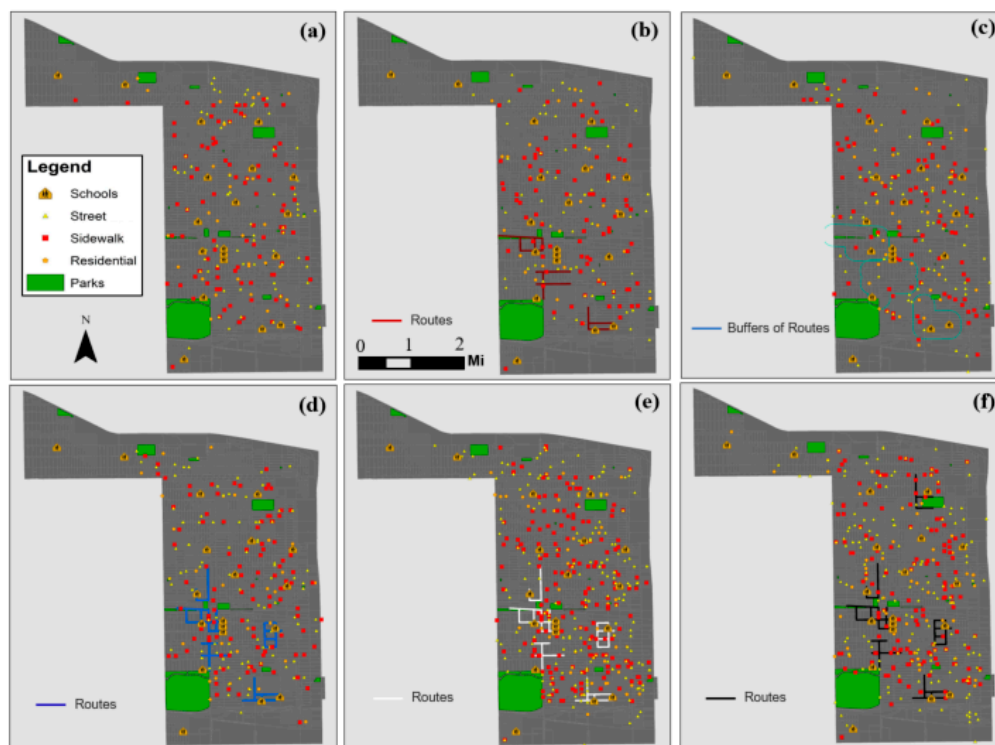 (a)
Legend
Schools
Street
Sidewalk
Residential
Parks
N
(b)
Routes
0 1 2
Mi
(c)
Buffers of Routes
(d)
Routes
(e)
Routes
(f)
Routes